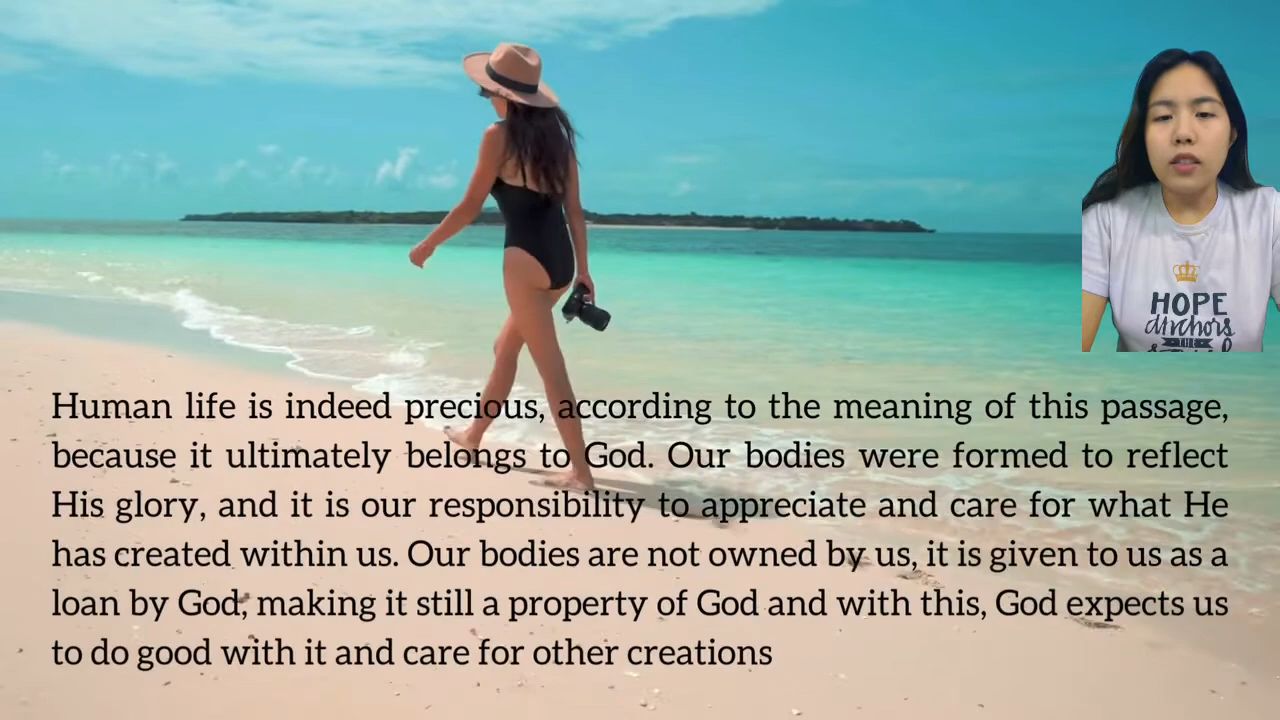 HOPE
anchors
THE
Human life is indeed precious, according to the meaning of this passage,
because it ultimately belongs to God. Our bodies were formed to reflect
His glory, and it is our responsibility to appreciate and care for what He
has created within us. Our bodies are not owned by us, it is given to us as a
loan by God, making it still a property of God and with this, God expects us
to do good with it and care for other creations